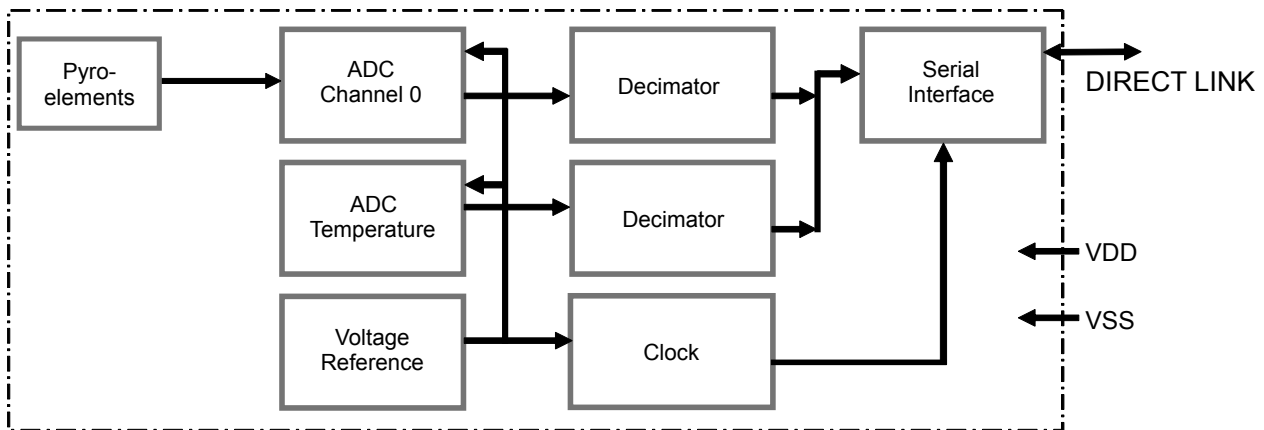 Pyro-
elements
ADC
Channel 0
Decimator
Serial
Interface
DIRECT LINK
ADC
Temperature
Decimator
VDD
VSS
Voltage
Reference
Clock